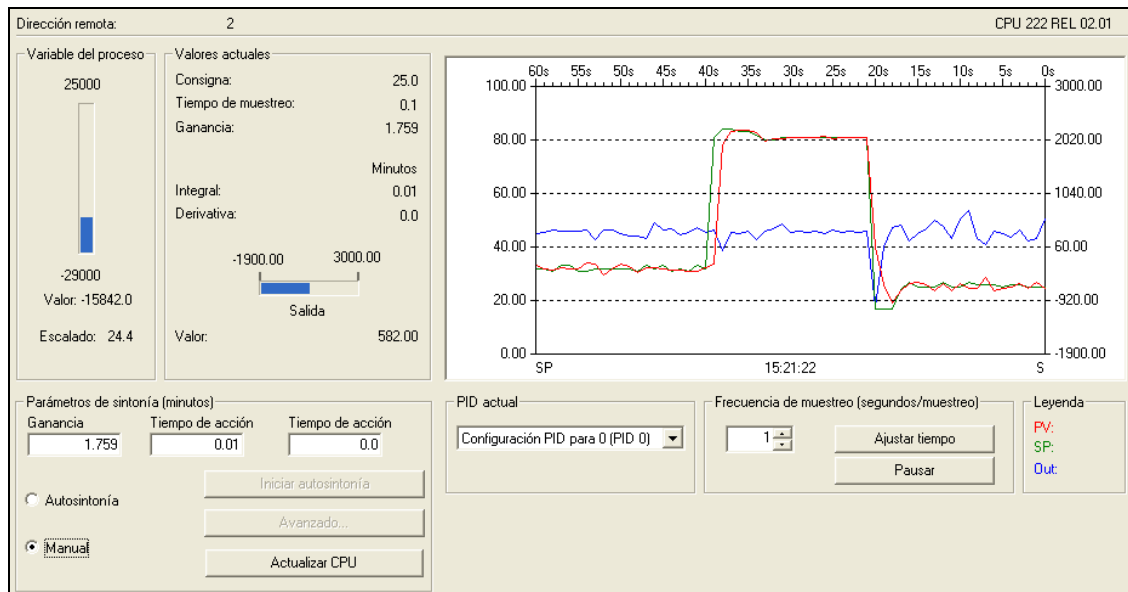 Dirección remota: 2 CPU 222 REL 02.01
Variable del proceso
25000
-29000
Valor: -15842.0
Escalado: 24.4
Valores actuales
Consigna: 25.0
Tiempo de muestreo: 0.1
Ganancia: 1.759
Minutos
Integral: 0.01
Derivativa: 0.0
-1900.00 3000.00
Salida
Valor: 582.00
60s 55s 50s 45s 40s 35s 30s 25s 20s 15s 10s 5s 0s
100.00 3000.00
80.00 2020.00
60.00 1040.00
40.00 60.00
20.00 -920.00
0.00 -1900.00
SP 15:21:22 S
Parámetros de sintonía (minutos)
Ganancia Tiempo de acción Tiempo de acción
1.759 0.01 0.0
Autosintonía
Iniciar autosintonía
Avanzado...
Manual
Actualizar CPU
PID actual
Configuración PID para 0 (PID 0)
Frecuencia de muestreo (segundos/muestreo)
1 Ajustar tiempo
Pausar
Leyenda
PV:
SP:
Out: